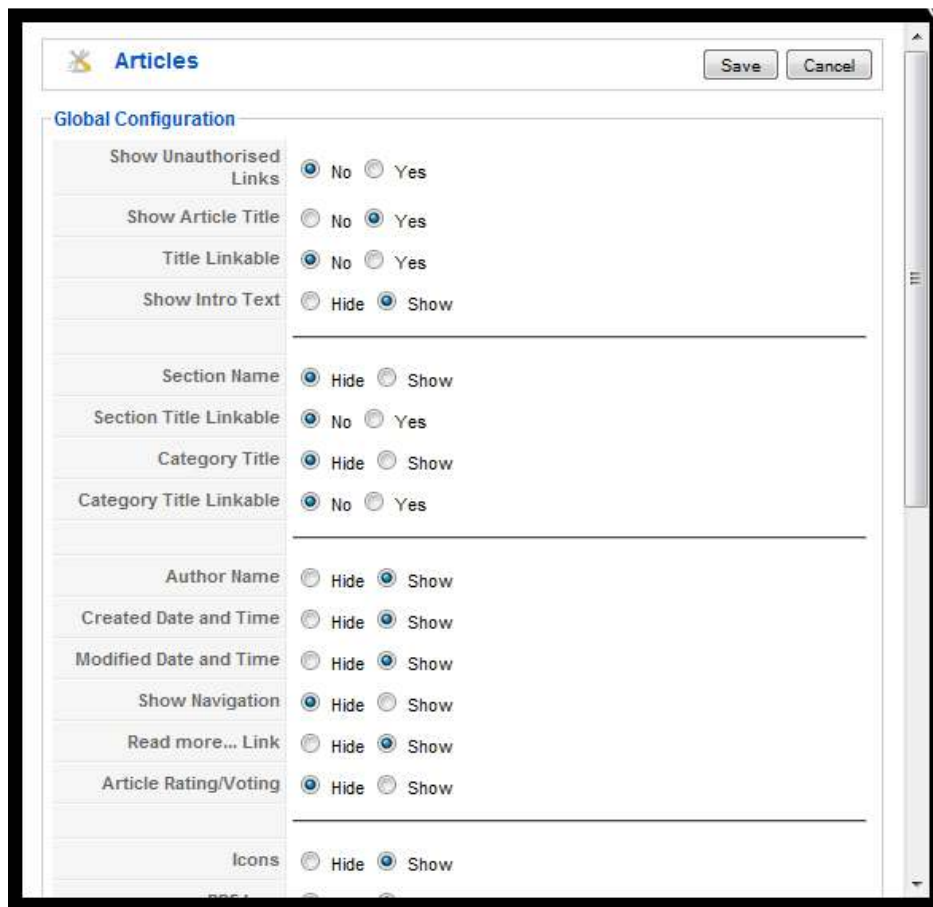 Articles
Save Cancel
Global Configuration
Show Unauthorised
Links
No Yes
Show Article Title No Yes
Title Linkable No Yes
Show Intro Text Hide Show
Section Name Hide Show
Section Title Linkable No Yes
Category Title Hide Show
Category Title Linkable No Yes
Author Name Hide Show
Created Date and Time Hide Show
Modified Date and Time Hide Show
Show Navigation Hide Show
Read more... Link Hide Show
Article Rating/Voting Hide Show
Icons Hide Show